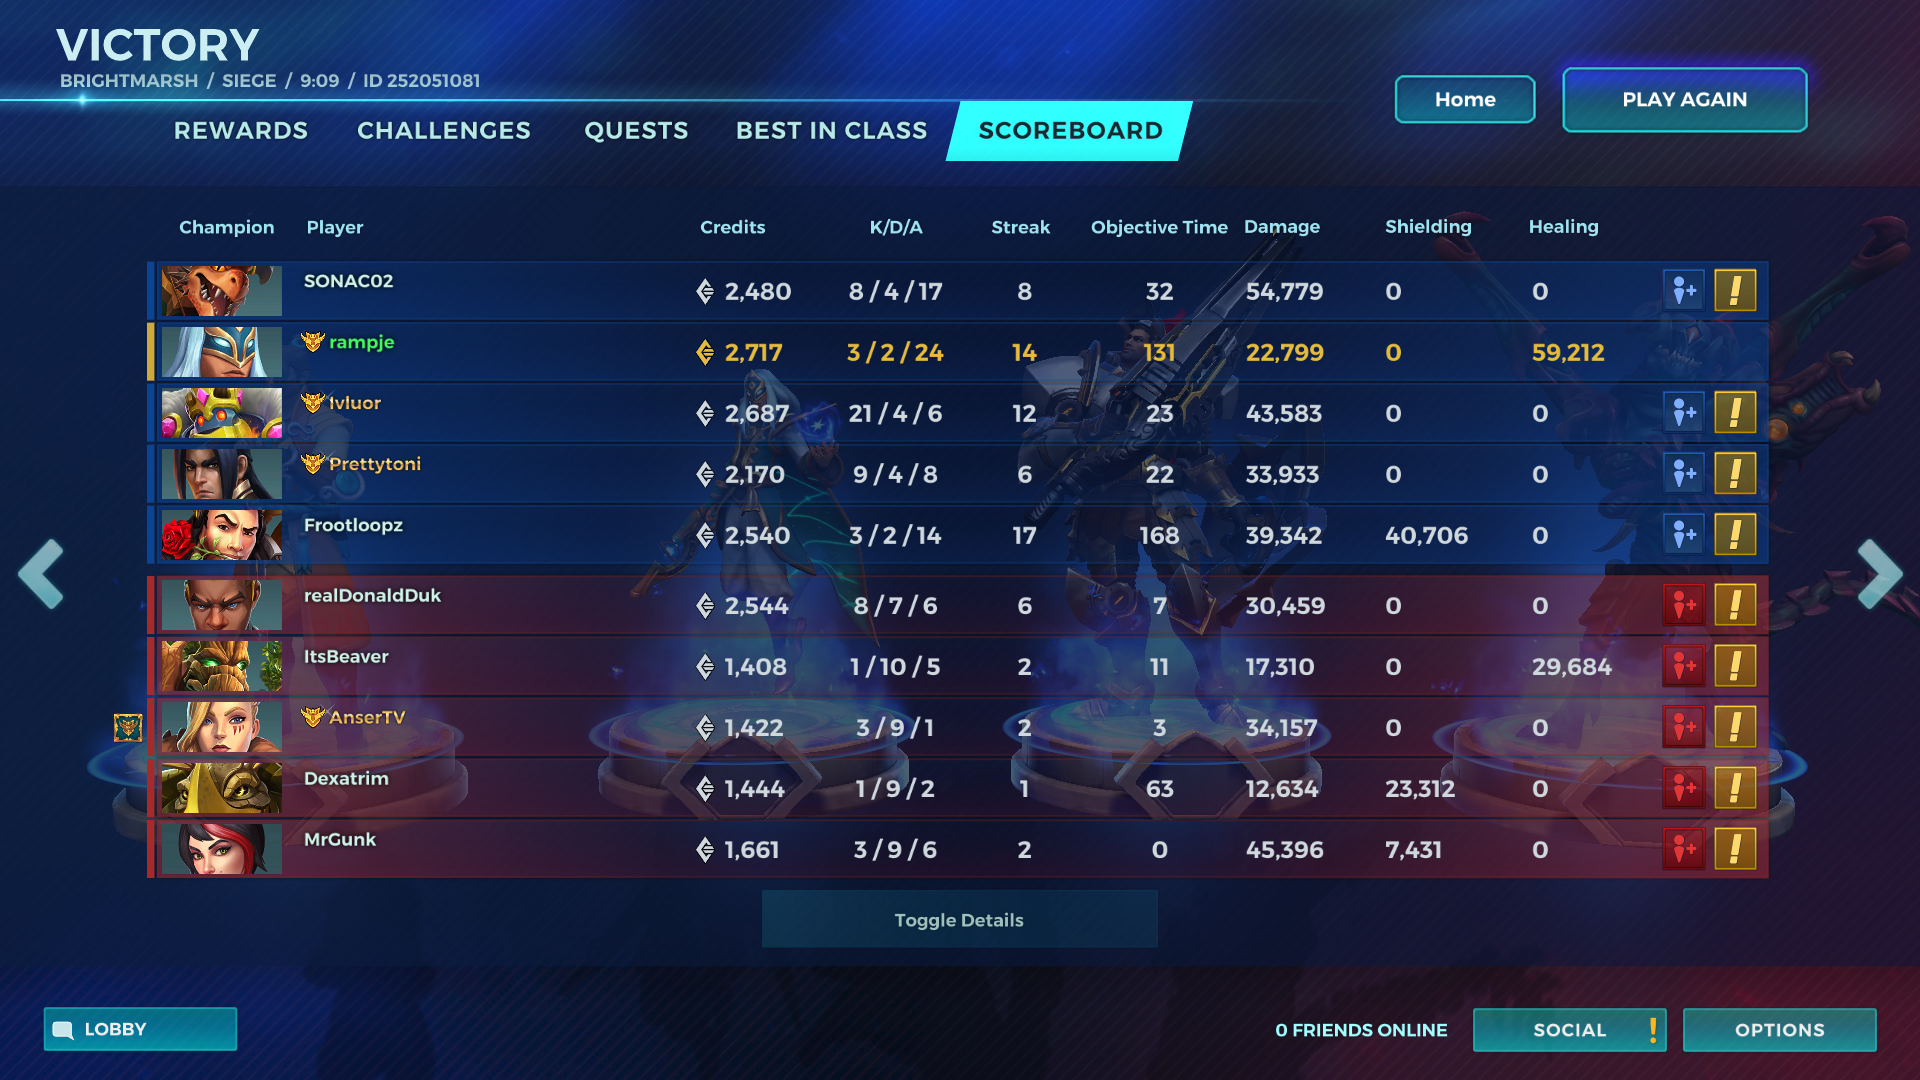 VICTORY
BRIGHTMARSH / SIEGE / 9:09 / ID 252051081
Home
PLAY AGAIN
REWARDS CHALLENGES QUESTS BEST IN CLASS SCOREBOARD
Champion Player Credits K/D/A Streak Objective Time Damage Shielding Healing
SONAC02 2,480 8 / 4 / 17 8 32 54,779 0 0
rampje 2,717 3 / 2 / 24 14 131 22,799 0 59,212
lvluor 2,687 21 / 4 / 6 12 23 43,583 0 0
Prettytoni 2,170 9 / 4 / 8 6 22 33,933 0 0
Frootloopz 2,540 3 / 2 / 14 17 168 39,342 40,706 0
realDonaldDuk 2,544 8 / 7 / 6 6 7 30,459 0 0
ItsBeaver 1,408 1 / 10 / 5 2 11 17,310 0 29,684
AnserTV 1,422 3 / 9 / 1 2 3 34,157 0 0
Dexatrim 1,444 1 / 9 / 2 1 63 12,634 23,312 0
MrGunk 1,661 3 / 9 / 6 2 0 45,396 7,431 0
Toggle Details
LOBBY
0 FRIENDS ONLINE
SOCIAL !
OPTIONS